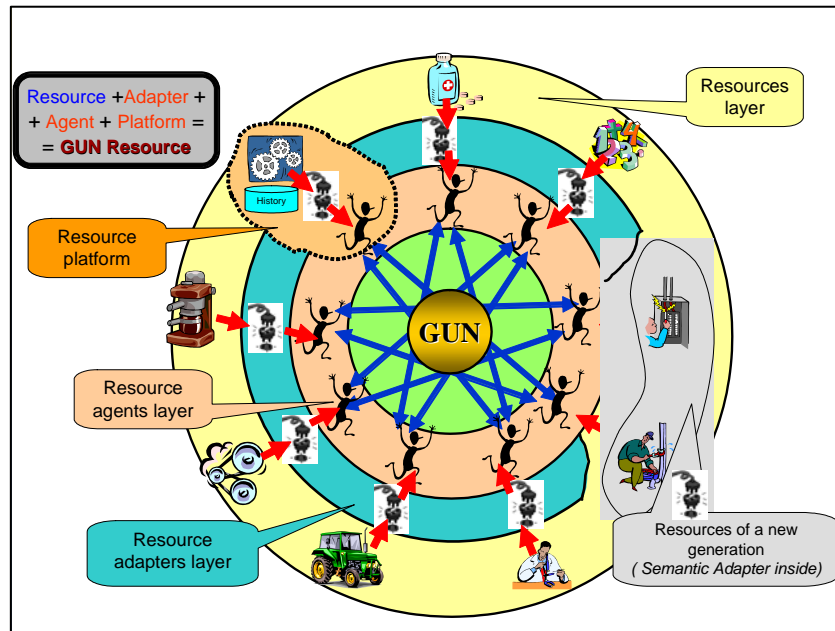 Resource +Adapter +
+ Agent + Platform =
= GUN Resource
Resources
layer
History
Resource
platform
GUN
Resource
agents layer
Resource
adapters layer
Resources of a new
generation
( Semantic Adapter inside)